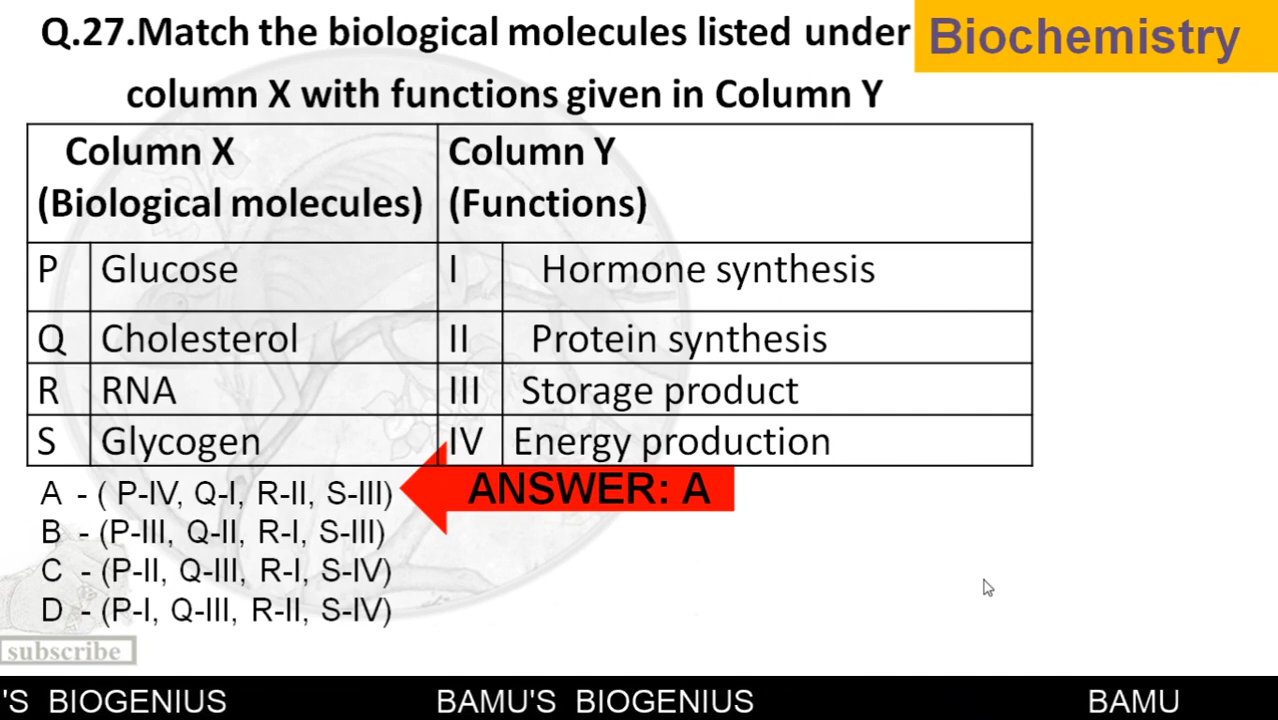 Q.27.Match the biological molecules listed under
Biochemistry
column X with functions given in Column Y
Column X
(Biological molecules)
Column Y
(Functions)
P Glucose I Hormone synthesis
Q Cholesterol II Protein synthesis
R RNA III Storage product
S Glycogen IV Energy production
A - ( P-IV, Q-I, R-II, S-III) ANSWER: A
B - (P-III, Q-II, R-I, S-III)
C - (P-II, Q-III, R-I, S-IV)
D - (P-I, Q-III, R-II, S-IV)
subscribe
'S BIOGENIUS BAMU'S BIOGENIUS BAMU